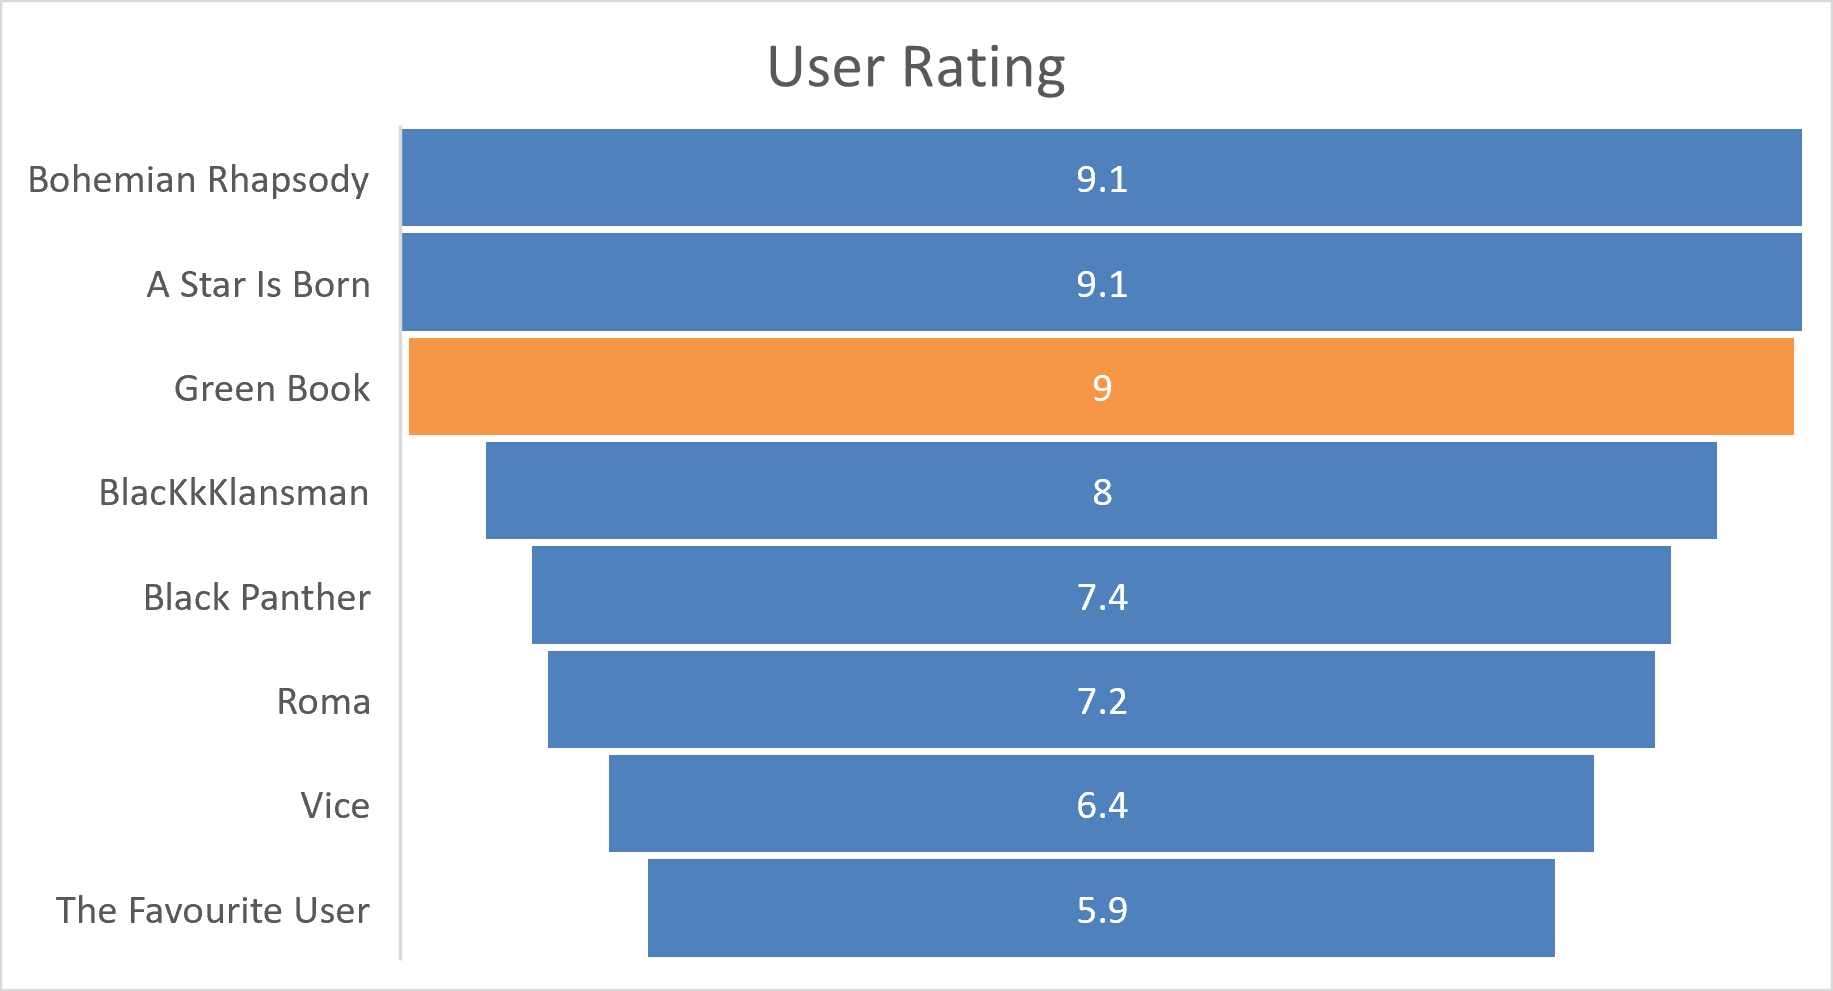 User Rating
Bohemian Rhapsody 9.1
A Star Is Born 9.1
Green Book 9
BlacKkKlansman 8
Black Panther 7.4
Roma 7.2
Vice 6.4
The Favourite User 5.9